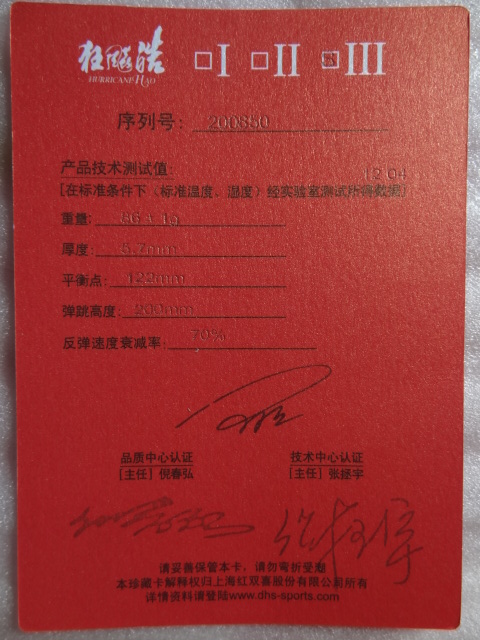 狂飚皓
HURRICANE HAO
□I □II ☒III
序列号: 200850
产品技术测试值: 1204
[在标准条件下（标准温度、湿度）经实验室测试所得数据]
重量: 86±1g
厚度: 5.7mm
平衡点: 122mm
弹跳高度: 200mm
反弹速度衰减率: 70%
品质中心认证 技术中心认证
[主任] 倪春弘 [主任] 张拯宇
请妥善保管本卡，请勿弯折受潮
本珍藏卡解释权归上海红双喜股份有限公司所有
详情资料请登陆www.dhs-sports.com